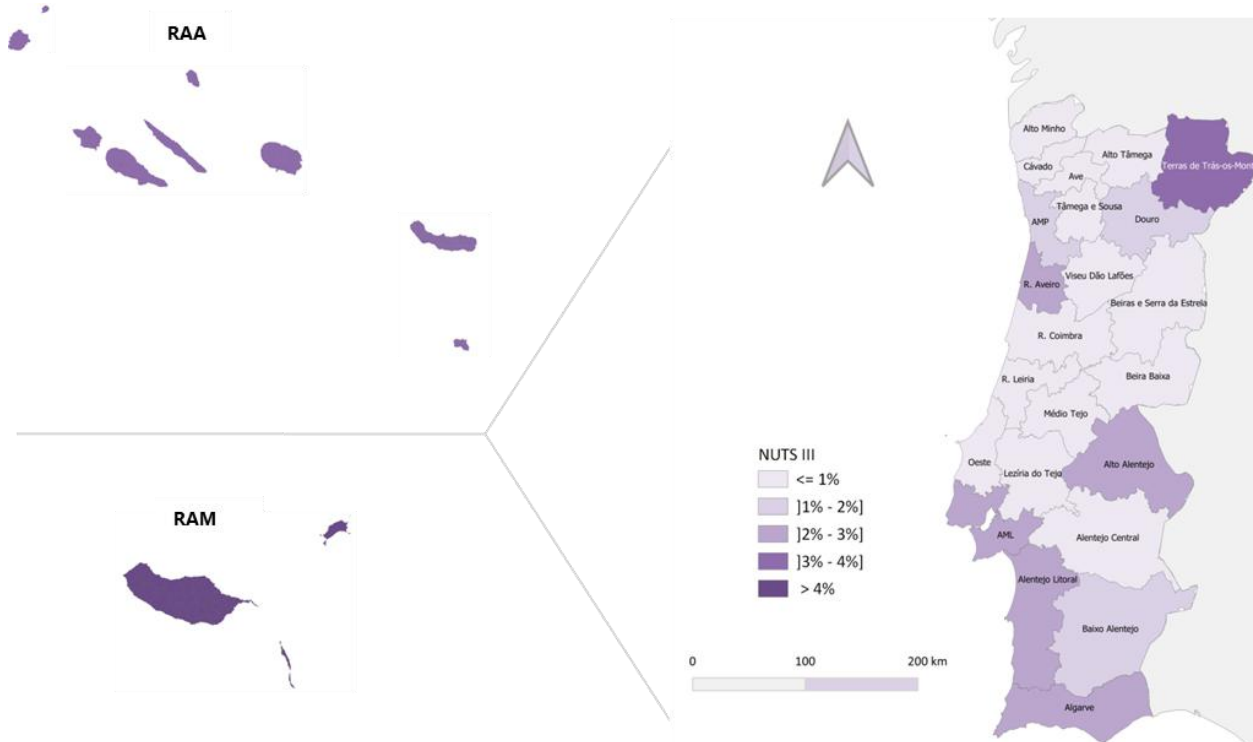 RAA
RAM
NUTS III
<= 1%
]1% - 2%]
]2% - 3%]
]3% - 4%]
> 4%
0 100 200 km
Alto Minho
Alto Tâmega
Terras de Trás-os-Mont
Cávado
Ave
Tâmega e Sousa
AMP
Douro
Viseu Dão Lafões
R. Aveiro
Beiras e Serra da Estrela
R. Coimbra
R. Leiria
Beira Baixa
Médio Tejo
Oeste
Lezíria do Tejo
Alto Alentejo
AML
Alentejo Central
Alentejo Litoral
Baixo Alentejo
Algarve